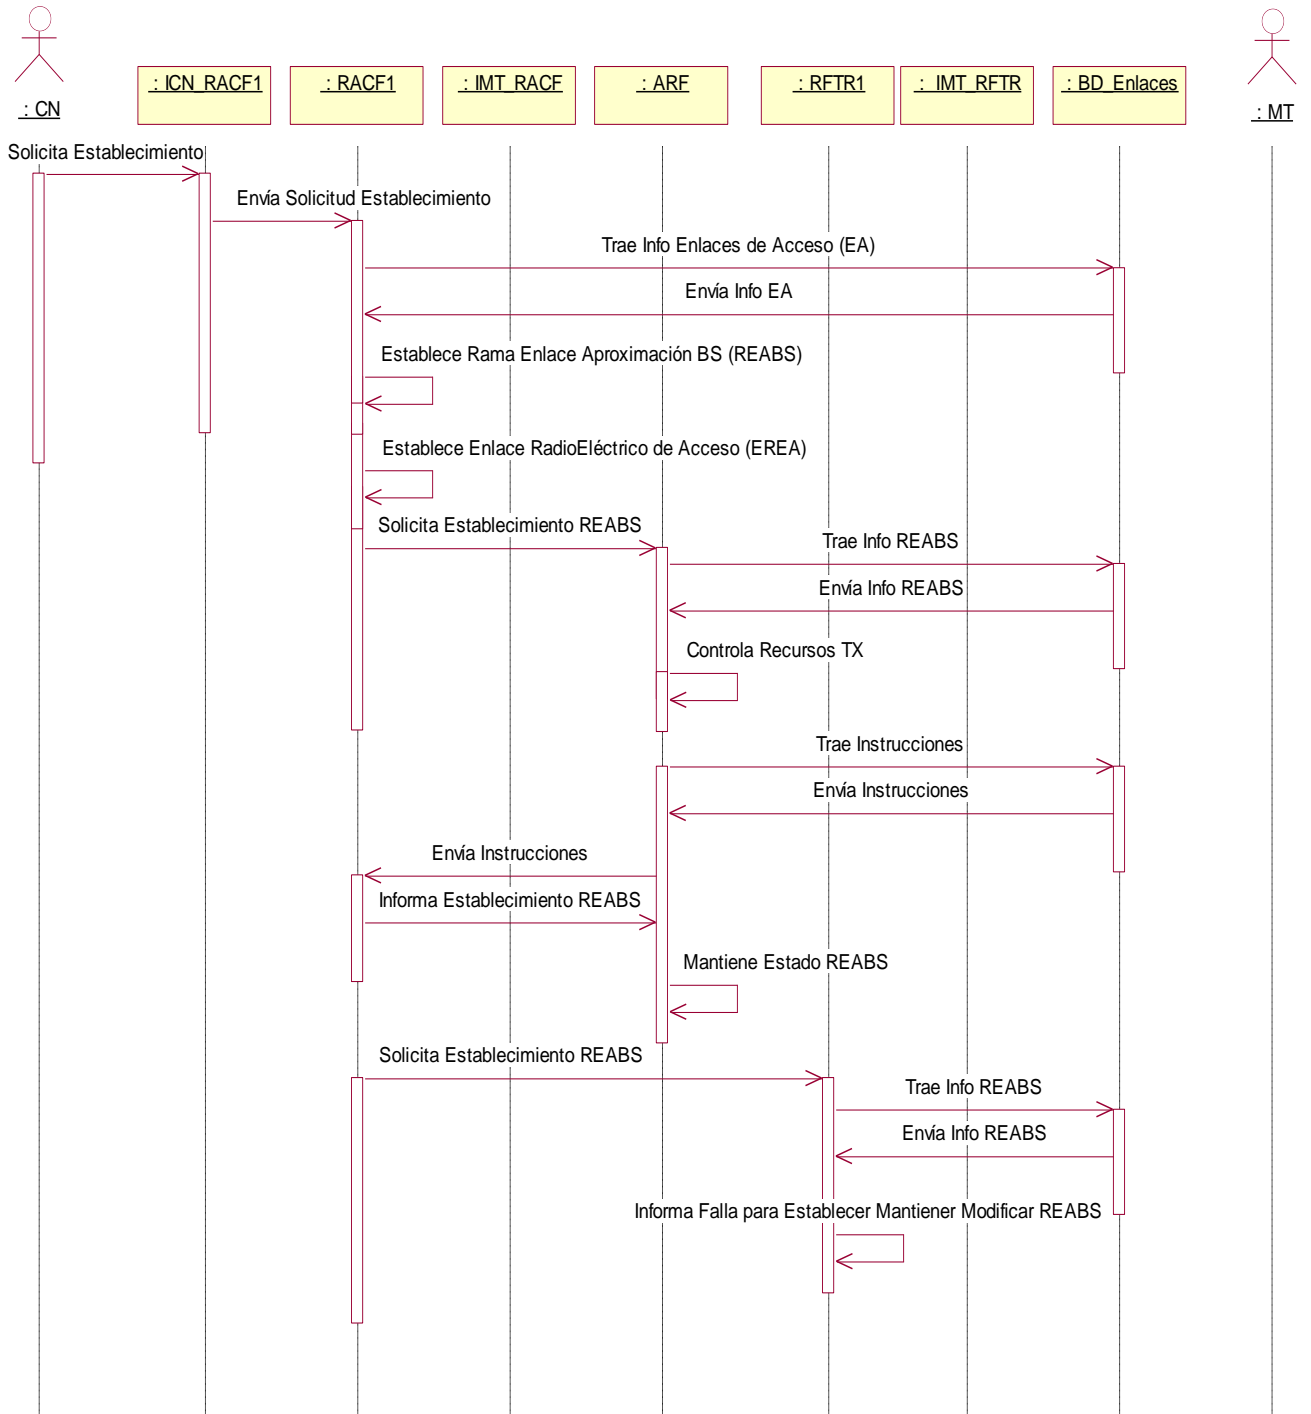 : CN
: ICN_RACF1
: RACF1
: IMT_RACF
: ARF
: RFTR1
: IMT_RFTR
: BD_Enlaces
: MT
Solicita Establecimiento
Envía Solicitud Establecimiento
Trae Info Enlaces de Acceso (EA)
Envía Info EA
Establece Rama Enlace Aproximación BS (REABS)
Establece Enlace RadioEléctrico de Acceso (EREA)
Solicita Establecimiento REABS
Trae Info REABS
Envía Info REABS
Controla Recursos TX
Trae Instrucciones
Envía Instrucciones
Envía Instrucciones
Informa Establecimiento REABS
Mantiene Estado REABS
Solicita Establecimiento REABS
Trae Info REABS
Envía Info REABS
Informa Falla para Establecer Mantener Modificar REABS